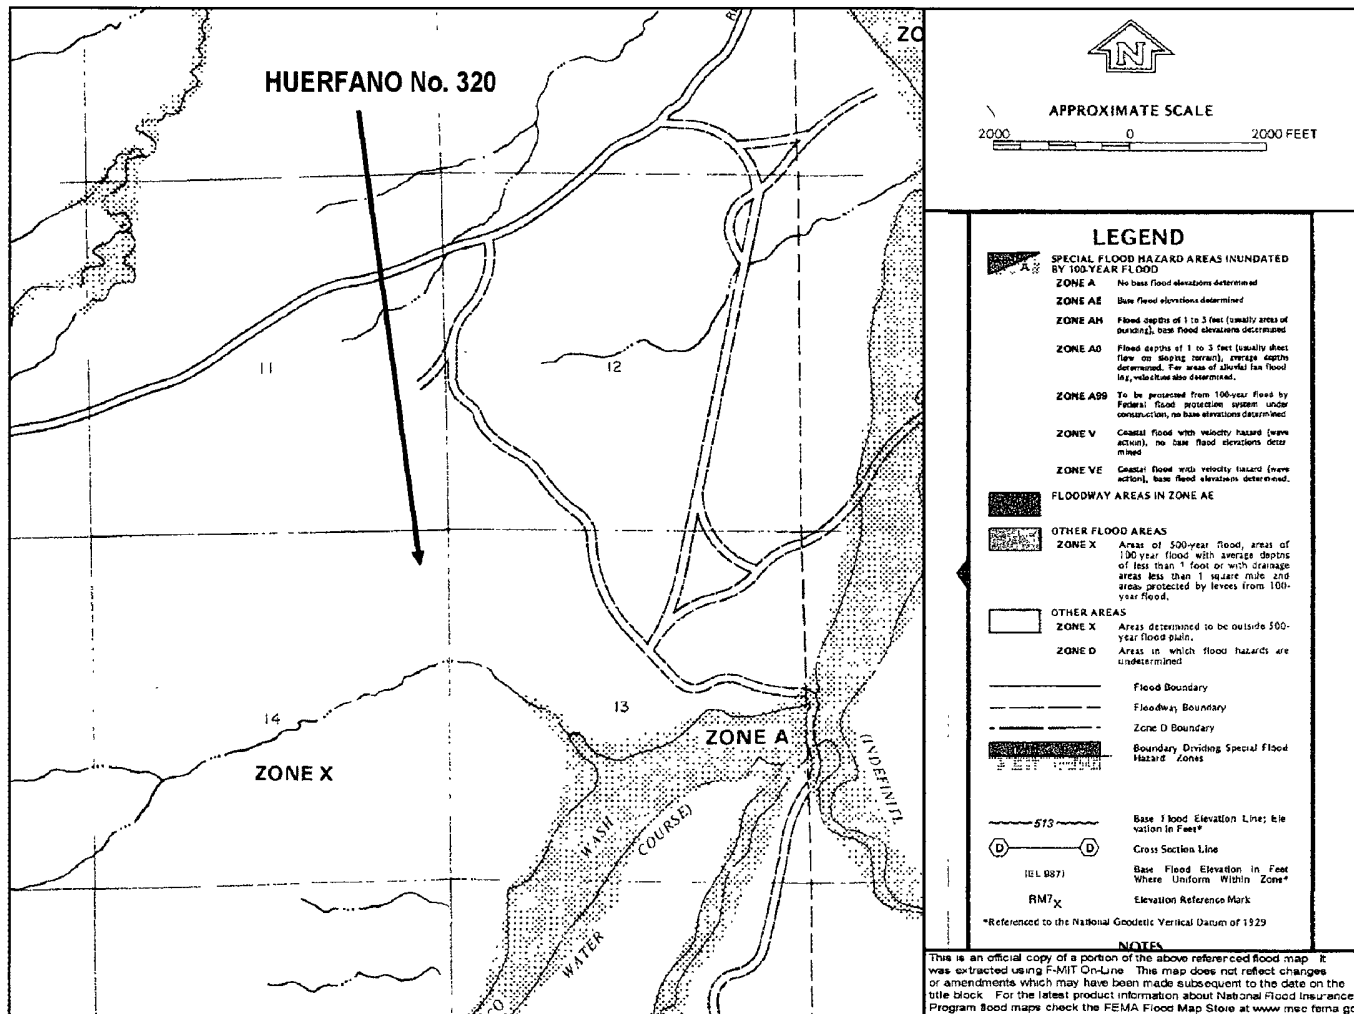 ZO
HUERFANO No. 320
11
12
14
13
ZONE A
ZONE X
WASH
COURSE)
WATER
(INDEFINITL
N
APPROXIMATE SCALE
2000 0 2000 FEET
LEGEND
A
SPECIAL FLOOD HAZARD AREAS INUNDATED
BY 100-YEAR FLOOD
ZONE A No base flood elevations determined
ZONE AE Base flood elevations determined
ZONE AH Flood depths of 1 to 3 feet (usually areas of
ponding), base flood elevations determined
ZONE A0 Flood depths of 1 to 3 feet (usually sheet
flow on sloping terrain), average depths
determined. For areas of alluvial fan flood
ing, velocities also determined.
ZONE A99 To be protected from 100-year flood by
Federal flood protection system under
construction, no base elevations determined
ZONE V Coastal flood with velocity hazard (wave
action), no base flood elevations deter
mined
ZONE VE Coastal flood with velocity hazard (wave
action), base flood elevations determined.
FLOODWAY AREAS IN ZONE AE
OTHER FLOOD AREAS
ZONE X Areas of 500-year flood, areas of
100 year flood with average depths
of less than 1 foot or with drainage
areas less than 1 square mile and
areas protected by levees from 100-
year flood.
OTHER AREAS
ZONE X Areas determined to be outside 500-
year flood plain.
ZONE D Areas in which flood hazards are
undetermined
Flood Boundary
Floodway Boundary
Zone D Boundary
Boundary Dividing Special Flood
Hazard Zones
513 Base Flood Elevation Line; Ele
vation in Feet*
D D Cross Section Line
(EL 987) Base Flood Elevation in Feet
Where Uniform Within Zone*
RM7X Elevation Reference Mark
*Referenced to the National Geodetic Vertical Datum of 1929
NOTES
This is an official copy of a portion of the above referenced flood map It
was extracted using F-MIT On-Line This map does not reflect changes
or amendments which may have been made subsequent to the date on the
title block For the latest product information about National Flood Insurance
Program flood maps check the FEMA Flood Map Store at www msc fema go